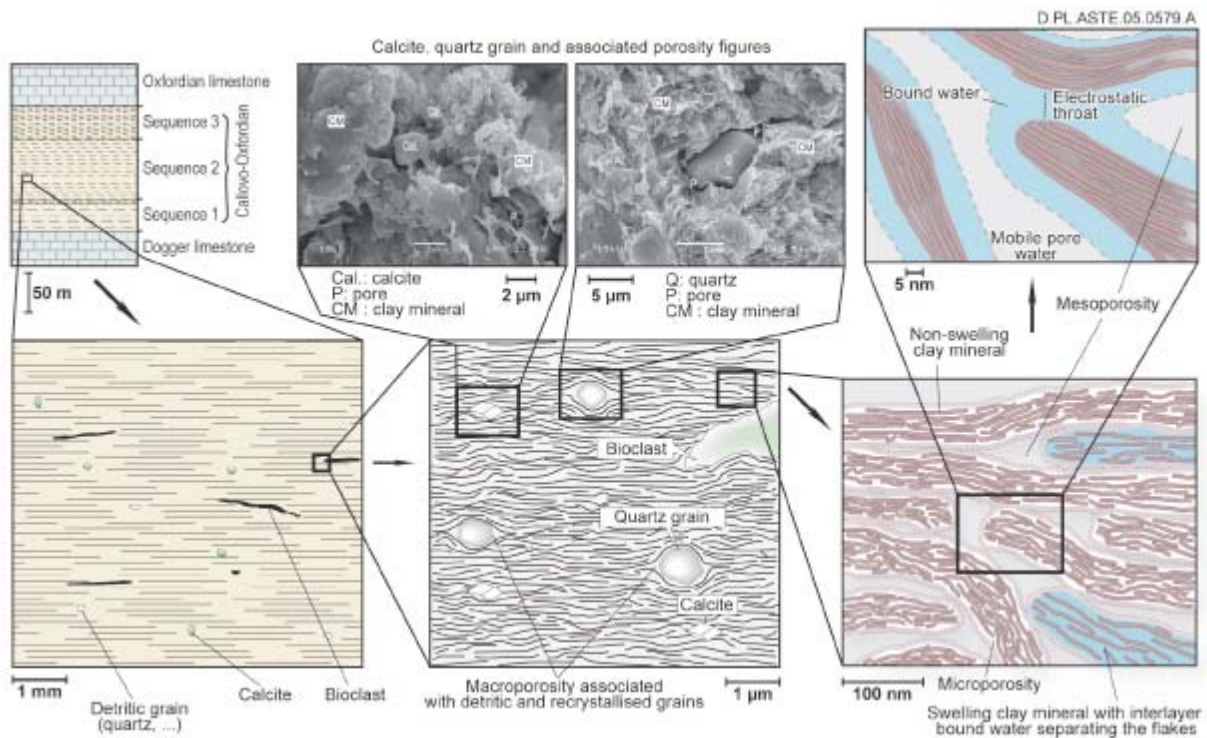 D.PL.ASTE.05.0579.A
Calcite, quartz grain and associated porosity figures
Oxfordian limestone
Sequence 3
Sequence 2
Sequence 1
Callovo-Oxfordian
Dogger limestone
50 m
CM
Cal.
CM
P
CM
P
Q
CM
P
Cal.: calcite
P: pore
CM : clay mineral
2 µm
5 µm
Q: quartz
P: pore
CM : clay mineral
Bound water
Electrostatic
throat
Mobile pore
water
5 nm
Mesoporosity
Non-swelling
clay mineral
Bioclast
Quartz grain
Calcite
1 mm
Detritic grain
(quartz, ...)
Calcite
Bioclast
Macroporosity associated
with detritic and recrystallised grains
1 µm
100 nm
Microporosity
Swelling clay mineral with interlayer
bound water separating the flakes